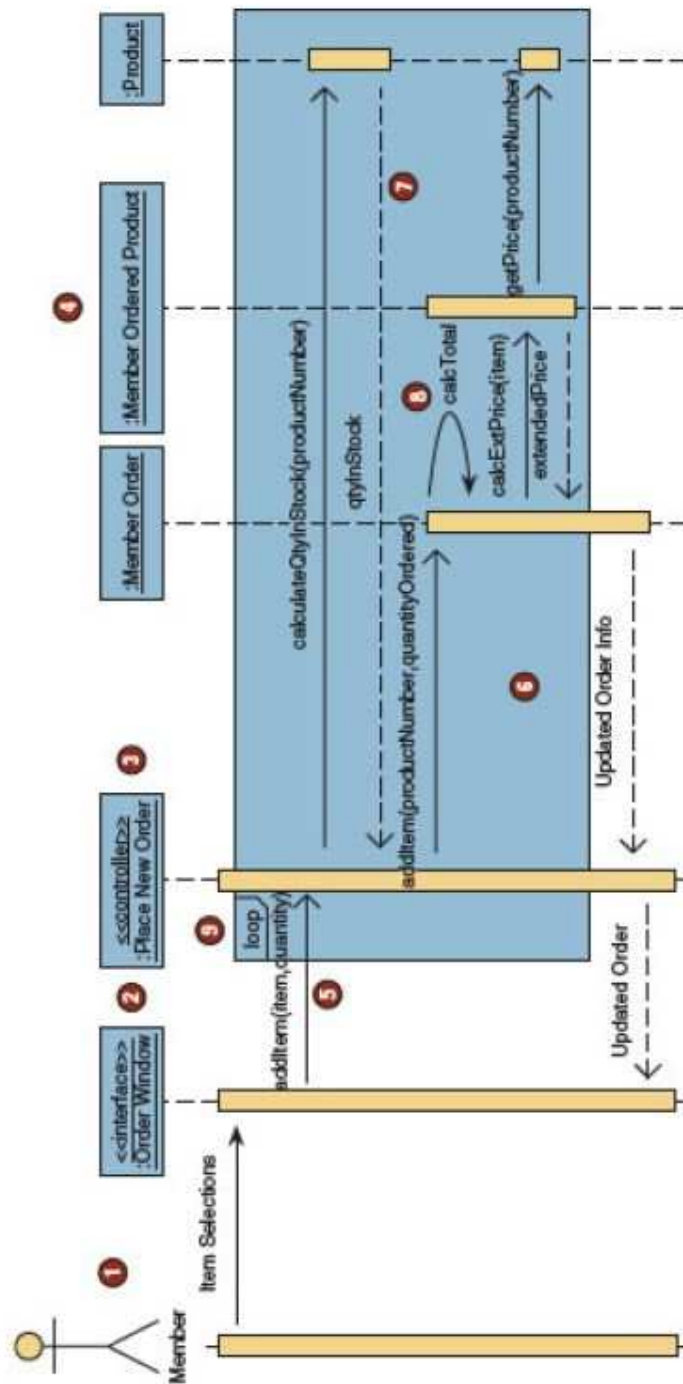 Member
1
<<interface>>
:Order Window
2
<<controller>>
:Place New Order
3
:Member Order
4
:Member Ordered Product
:Product
Item Selections
9
loop
addItem(item,quantity)
5
calculateQtyInStock(productNumber)
qtyInStock
7
addItem(productNumber,quantityOrdered)
8
calcTotal
calcExtPrice(item)
getPrice(productNumber)
extendedPrice
6
Updated Order Info
Updated Order